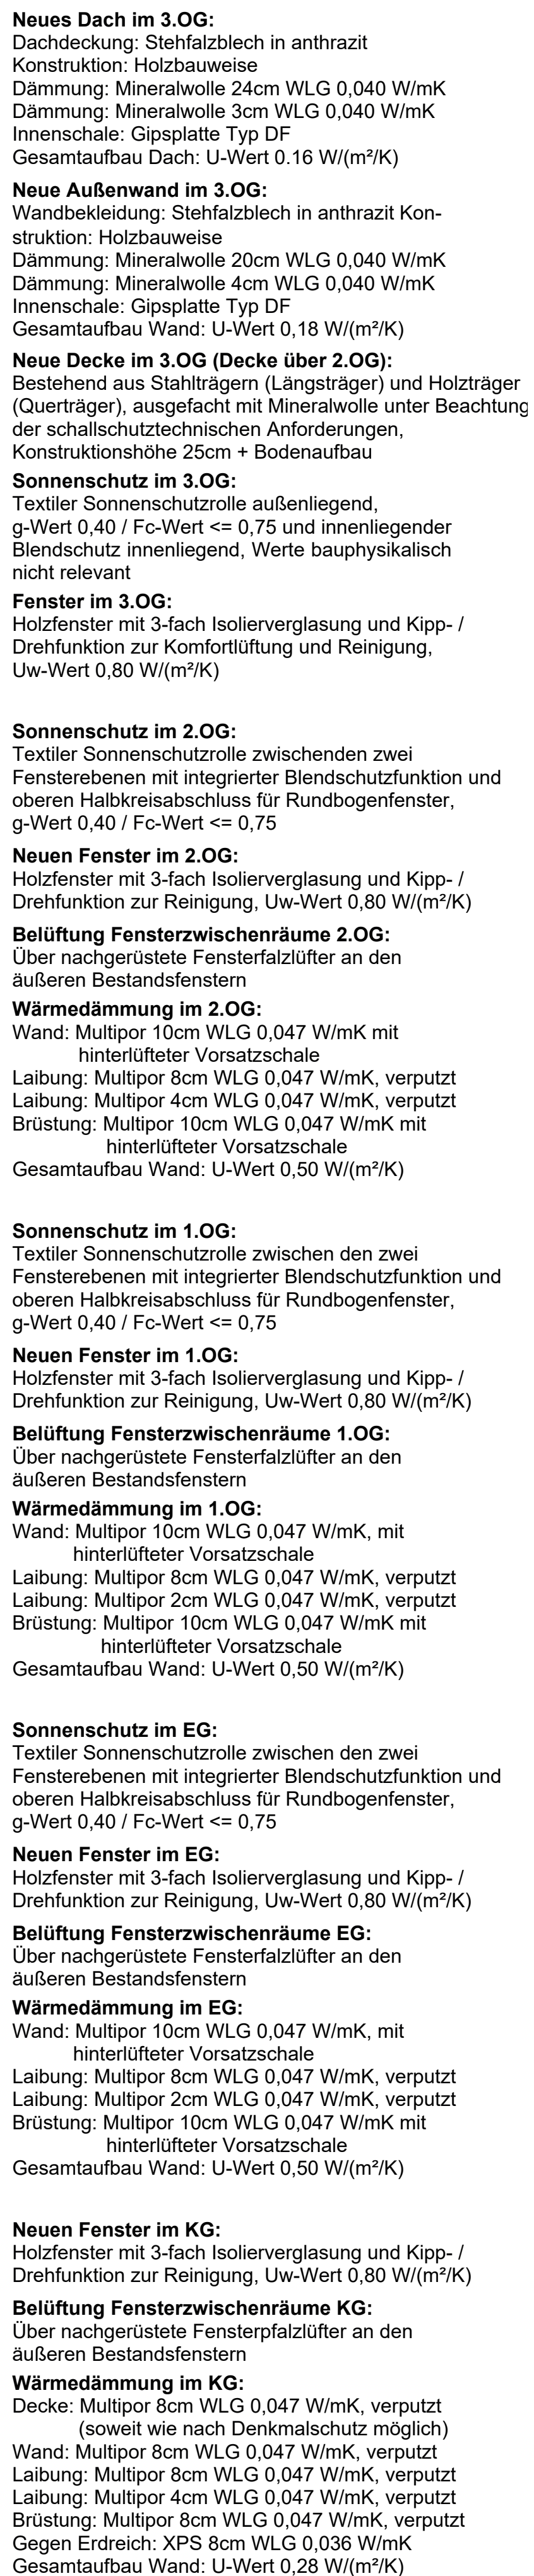 Neues Dach im 3.OG:
Dachdeckung: Stehfalzblech in anthrazit
Konstruktion: Holzbauweise
Dämmung: Mineralwolle 24cm WLG 0,040 W/mK
Dämmung: Mineralwolle 3cm WLG 0,040 W/mK
Innenschale: Gipsplatte Typ DF
Gesamtaufbau Dach: U-Wert 0.16 W/(m²/K)
Neue Außenwand im 3.OG:
Wandbekleidung: Stehfalzblech in anthrazit Kon-
struktion: Holzbauweise
Dämmung: Mineralwolle 20cm WLG 0,040 W/mK
Dämmung: Mineralwolle 4cm WLG 0,040 W/mK
Innenschale: Gipsplatte Typ DF
Gesamtaufbau Wand: U-Wert 0,18 W/(m²/K)
Neue Decke im 3.OG (Decke über 2.OG):
Bestehend aus Stahlträgern (Längsträger) und Holzträger
(Querträger), ausgefacht mit Mineralwolle unter Beachtung
der schallschutztechnischen Anforderungen,
Konstruktionshöhe 25cm + Bodenaufbau
Sonnenschutz im 3.OG:
Textiler Sonnenschutzrolle außenliegend,
g-Wert 0,40 / Fc-Wert <= 0,75 und innenliegender
Blendschutz innenliegend, Werte bauphysikalisch
nicht relevant
Fenster im 3.OG:
Holzfenster mit 3-fach Isolierverglasung und Kipp- /
Drehfunktion zur Komfortlüftung und Reinigung,
Uw-Wert 0,80 W/(m²/K)
Sonnenschutz im 2.OG:
Textiler Sonnenschutzrolle zwischenden zwei
Fensterebenen mit integrierter Blendschutzfunktion und
oberen Halbkreisabschluss für Rundbogenfenster,
g-Wert 0,40 / Fc-Wert <= 0,75
Neuen Fenster im 2.OG:
Holzfenster mit 3-fach Isolierverglasung und Kipp- /
Drehfunktion zur Reinigung, Uw-Wert 0,80 W/(m²/K)
Belüftung Fensterzwischenräume 2.OG:
Über nachgerüstete Fensterfalzlüfter an den
äußeren Bestandsfenstern
Wärmedämmung im 2.OG:
Wand: Multipor 10cm WLG 0,047 W/mK mit
hinterlüfteter Vorsatzschale
Laibung: Multipor 8cm WLG 0,047 W/mK, verputzt
Laibung: Multipor 4cm WLG 0,047 W/mK, verputzt
Brüstung: Multipor 10cm WLG 0,047 W/mK mit
hinterlüfteter Vorsatzschale
Gesamtaufbau Wand: U-Wert 0,50 W/(m²/K)
Sonnenschutz im 1.OG:
Textiler Sonnenschutzrolle zwischen den zwei
Fensterebenen mit integrierter Blendschutzfunktion und
oberen Halbkreisabschluss für Rundbogenfenster,
g-Wert 0,40 / Fc-Wert <= 0,75
Neuen Fenster im 1.OG:
Holzfenster mit 3-fach Isolierverglasung und Kipp- /
Drehfunktion zur Reinigung, Uw-Wert 0,80 W/(m²/K)
Belüftung Fensterzwischenräume 1.OG:
Über nachgerüstete Fensterfalzlüfter an den
äußeren Bestandsfenstern
Wärmedämmung im 1.OG:
Wand: Multipor 10cm WLG 0,047 W/mK, mit
hinterlüfteter Vorsatzschale
Laibung: Multipor 8cm WLG 0,047 W/mK, verputzt
Laibung: Multipor 2cm WLG 0,047 W/mK, verputzt
Brüstung: Multipor 10cm WLG 0,047 W/mK mit
hinterlüfteter Vorsatzschale
Gesamtaufbau Wand: U-Wert 0,50 W/(m²/K)
Sonnenschutz im EG:
Textiler Sonnenschutzrolle zwischen den zwei
Fensterebenen mit integrierter Blendschutzfunktion und
oberen Halbkreisabschluss für Rundbogenfenster,
g-Wert 0,40 / Fc-Wert <= 0,75
Neuen Fenster im EG:
Holzfenster mit 3-fach Isolierverglasung und Kipp- /
Drehfunktion zur Reinigung, Uw-Wert 0,80 W/(m²/K)
Belüftung Fensterzwischenräume EG:
Über nachgerüstete Fensterfalzlüfter an den
äußeren Bestandsfenstern
Wärmedämmung im EG:
Wand: Multipor 10cm WLG 0,047 W/mK, mit
hinterlüfteter Vorsatzschale
Laibung: Multipor 8cm WLG 0,047 W/mK, verputzt
Laibung: Multipor 2cm WLG 0,047 W/mK, verputzt
Brüstung: Multipor 10cm WLG 0,047 W/mK mit
hinterlüfteter Vorsatzschale
Gesamtaufbau Wand: U-Wert 0,50 W/(m²/K)
Neuen Fenster im KG:
Holzfenster mit 3-fach Isolierverglasung und Kipp- /
Drehfunktion zur Reinigung, Uw-Wert 0,80 W/(m²/K)
Belüftung Fensterzwischenräume KG:
Über nachgerüstete Fensterpfalzlüfter an den
äußeren Bestandsfenstern
Wärmedämmung im KG:
Decke: Multipor 8cm WLG 0,047 W/mK, verputzt
(soweit wie nach Denkmalschutz möglich)
Wand: Multipor 8cm WLG 0,047 W/mK, verputzt
Laibung: Multipor 8cm WLG 0,047 W/mK, verputzt
Laibung: Multipor 4cm WLG 0,047 W/mK, verputzt
Brüstung: Multipor 8cm WLG 0,047 W/mK, verputzt
Gegen Erdreich: XPS 8cm WLG 0,036 W/mK
Gesamtaufbau Wand: U-Wert 0,28 W/(m²/K)